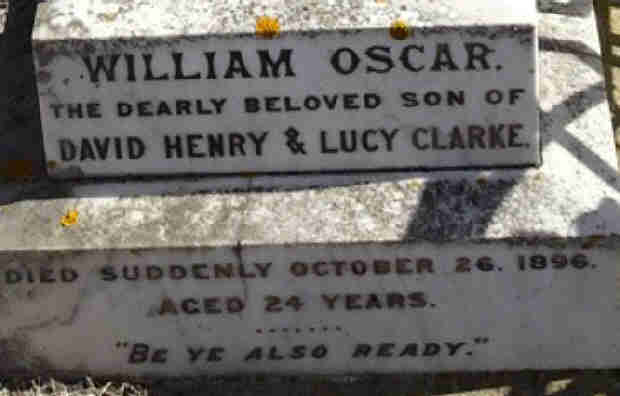 WILLIAM OSCAR.
THE DEARLY BELOVED SON OF
DAVID HENRY & LUCY CLARKE.
DIED SUDDENLY OCTOBER 26. 1896.
AGED 24 YEARS.
"BE YE ALSO READY."